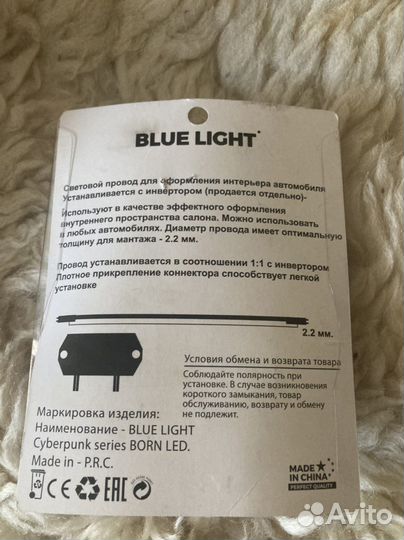 BLUE LIGHT
Световой провод для оформления интерьера автомобиля
Устанавливается с инвертором (продается отдельно)-
Используют в качестве эффектного оформления
внутреннего пространства салона. Можно использовать
в любых автомобилях. Диаметр провода имеет оптимальную
толщину для мантажа - 2.2 мм.
Провод устанавливается в соотношении 1:1 с инвертором
Плотное прикрепление коннектора способствует легкой
установке
2.2 мм.
Условия обмена и возврата товара
Соблюдайте полярность при
установке. В случае возникновения
короткого замыкания, товар
обслуживанию, возврату и обмену
не подлежит.
Маркировка изделия:
Наименование - BLUE LIGHT
Cyberpunk series BORN LED.
Made in - P.R.C.
CE EAC
MADE
IN CHINA
PERFECT QUALITY
Avito